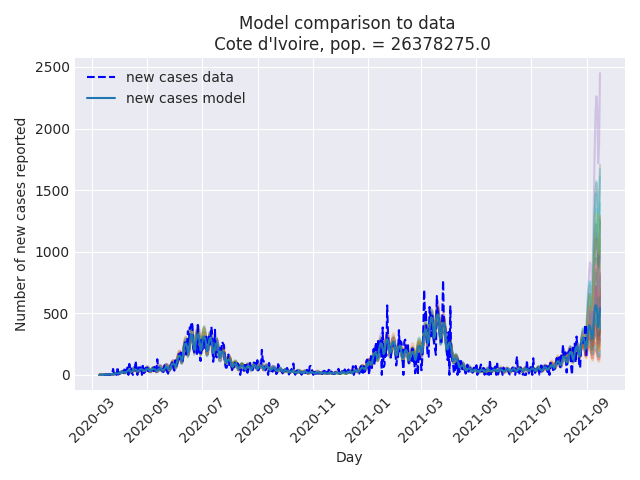 Model comparison to data
Cote d'Ivoire, pop. = 26378275.0
new cases data
new cases model
Number of new cases reported
2500
2000
1500
1000
500
0
2020-03
2020-05
2020-07
2020-09
2020-11
2021-01
2021-03
2021-05
2021-07
2021-09
Day